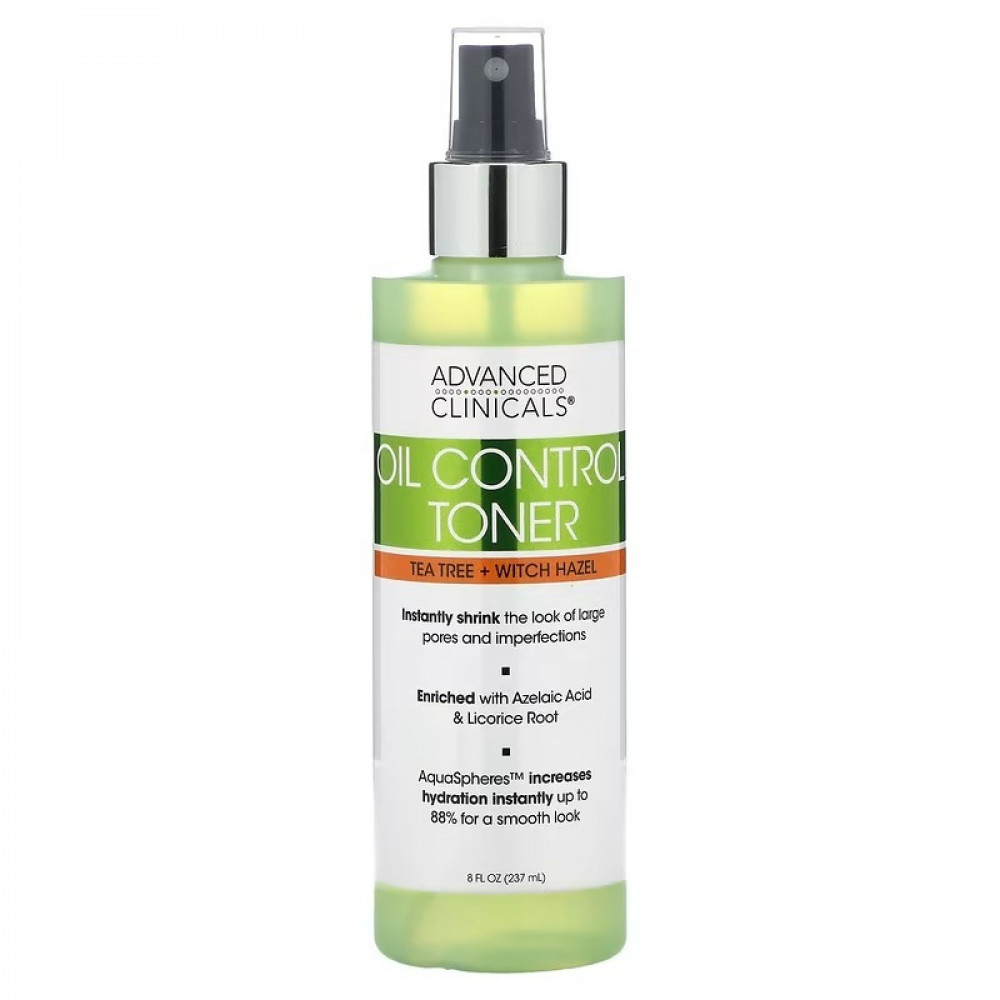 ADVANCED
CLINICALS®
OIL CONTROL
TONER
TEA TREE + WITCH HAZEL
Instantly shrink the look of large
pores and imperfections
Enriched with Azelaic Acid
& Licorice Root
AquaSpheres™ increases
hydration instantly up to
88% for a smooth look
8 FL OZ (237 mL)